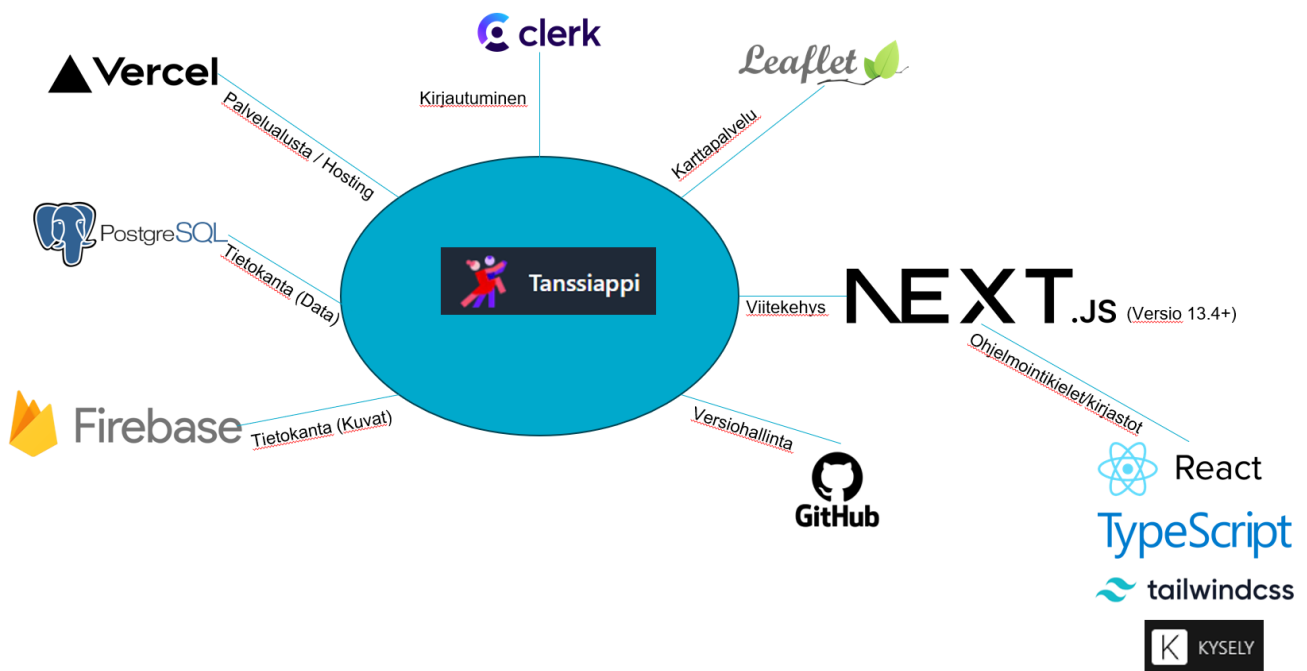 clerk
Vercel
Leaflet
Kirjautuminen
Palvelualusta / Hosting
Karttapalvelu
PostgreSQL
Tietokanta (Data)
Tanssiappi
Viitekehys
NEXT.JS (Versio 13.4+)
Ohjelmointikielet/kirjastot
Firebase
Tietokanta (Kuvat)
Versiohallinta
GitHub
React
TypeScript
tailwindcss
K KYSELY